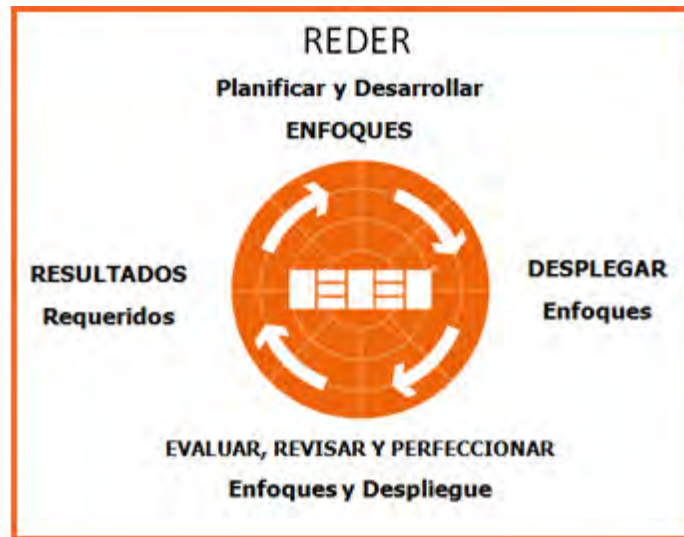 REDER
Planificar y Desarrollar
ENFOQUES
RESULTADOS
Requeridos
DESPLEGAR
Enfoques
EVALUAR, REVISAR Y PERFECCIONAR
Enfoques y Despliegue